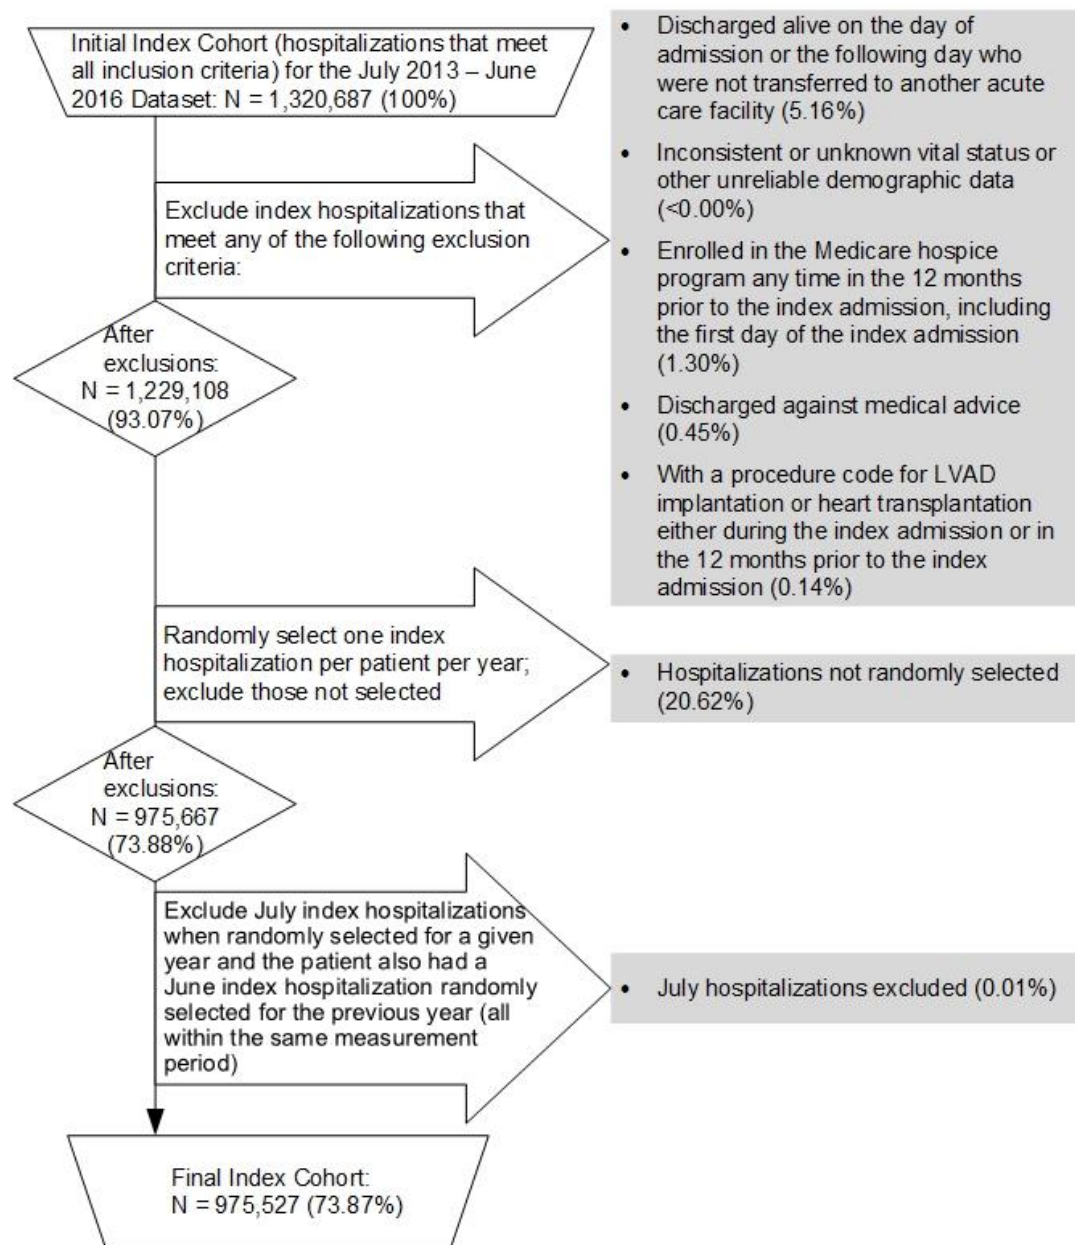 Initial Index Cohort (hospitalizations that meet
all inclusion criteria) for the July 2013 – June
2016 Dataset: N = 1,320,687 (100%)
Exclude index hospitalizations that
meet any of the following exclusion
criteria:
• Discharged alive on the day of
admission or the following day who
were not transferred to another acute
care facility (5.16%)
• Inconsistent or unknown vital status or
other unreliable demographic data
(<0.00%)
• Enrolled in the Medicare hospice
program any time in the 12 months
prior to the index admission, including
the first day of the index admission
(1.30%)
• Discharged against medical advice
(0.45%)
• With a procedure code for LVAD
implantation or heart transplantation
either during the index admission or in
the 12 months prior to the index
admission (0.14%)
After
exclusions:
N = 1,229,108
(93.07%)
Randomly select one index
hospitalization per patient per year;
exclude those not selected
• Hospitalizations not randomly selected
(20.62%)
After
exclusions:
N = 975,667
(73.88%)
Exclude July index hospitalizations
when randomly selected for a given
year and the patient also had a
June index hospitalization randomly
selected for the previous year (all
within the same measurement
period)
• July hospitalizations excluded (0.01%)
Final Index Cohort:
N = 975,527 (73.87%)